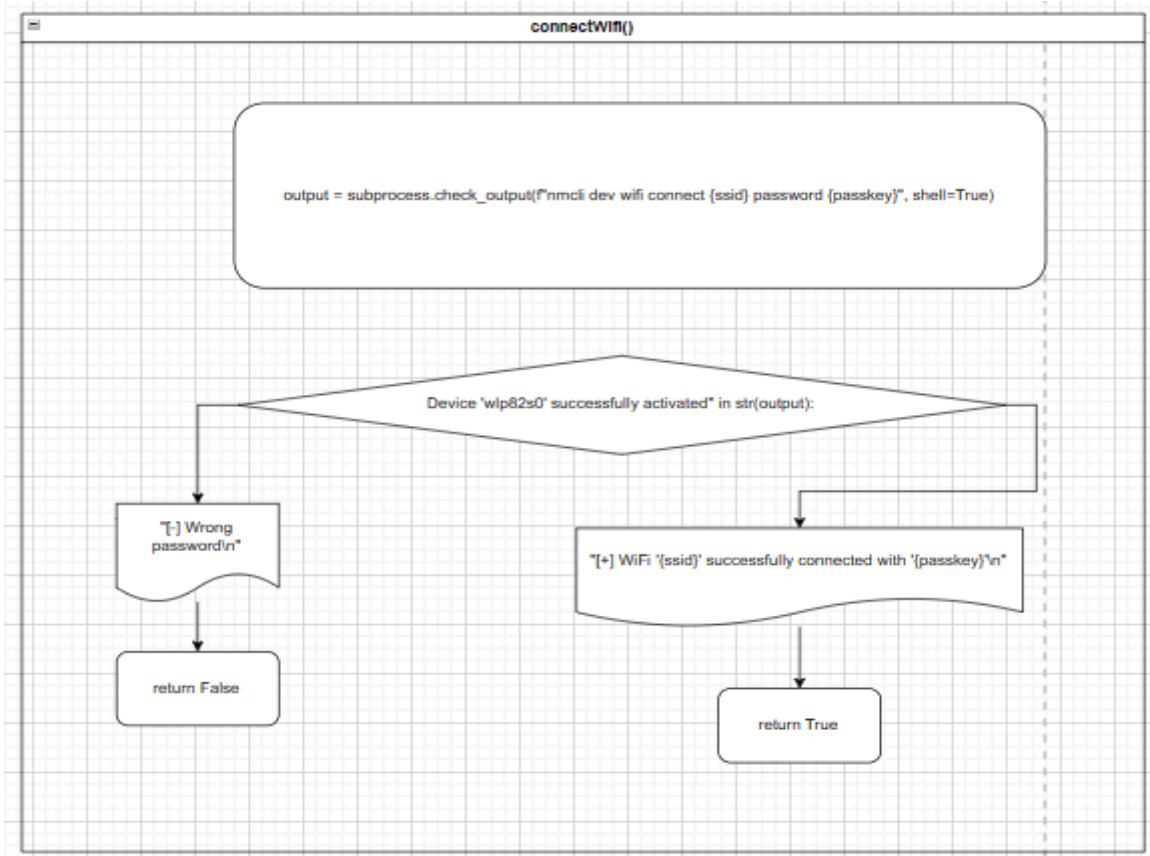 connectWifi()
output = subprocess.check_output(f"nmcli dev wifi connect {ssid} password {passkey}", shell=True)
Device 'wlp82s0' successfully activated" in str(output):
"[-] Wrong
password\n"
"[+] WiFi '{ssid}' successfully connected with '{passkey}'\n"
return False
return True